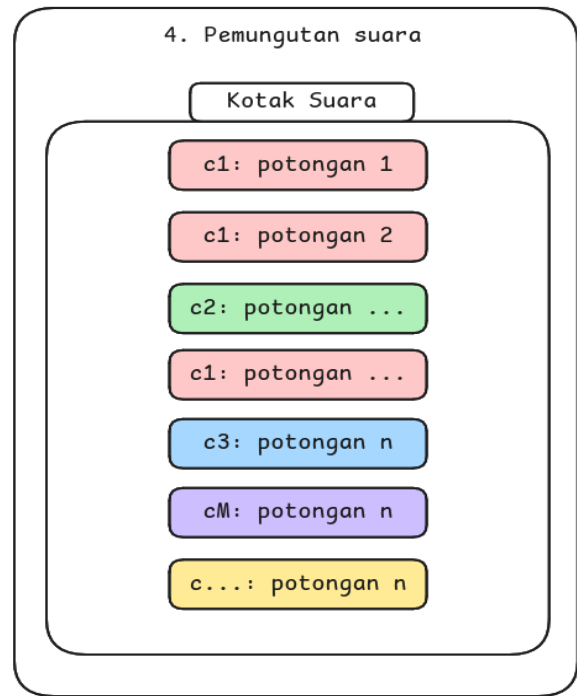 4. Pemungutan suara
Kotak Suara
c1: potongan 1
c1: potongan 2
c2: potongan ...
c1: potongan ...
c3: potongan n
cM: potongan n
c...: potongan n